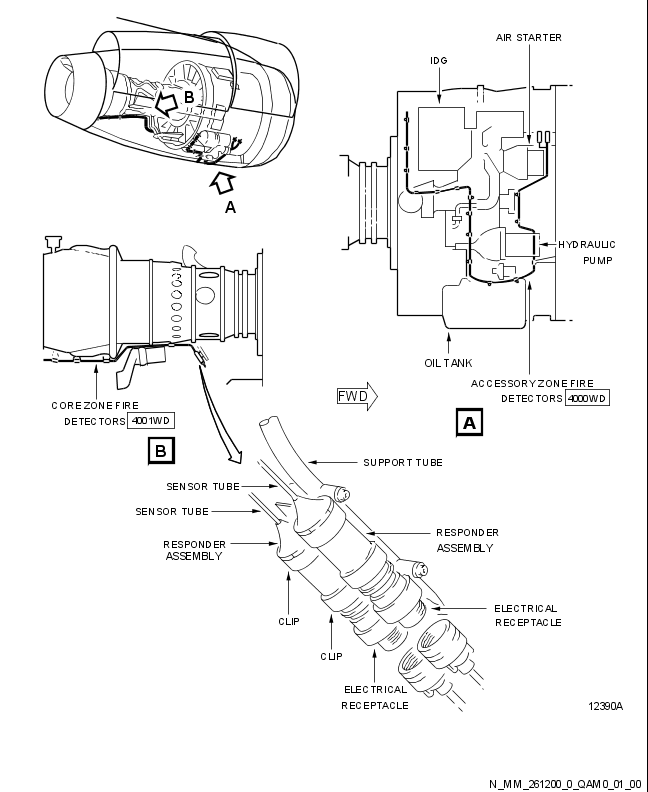 AIR STARTER
IDG
B
A
HYDRAULIC
PUMP
OIL TANK
ACCESSORY ZONE FIRE
DETECTORS 4000WD
CORE ZONE FIRE
DETECTORS 4001WD
FWD
A
B
SUPPORT TUBE
SENSOR TUBE
SENSOR TUBE
RESPONDER
ASSEMBLY
RESPONDER
ASSEMBLY
ELECTRICAL
RECEPTACLE
CLIP
CLIP
ELECTRICAL
RECEPTACLE
12390A
N_MM_261200_0_QAM0_01_00